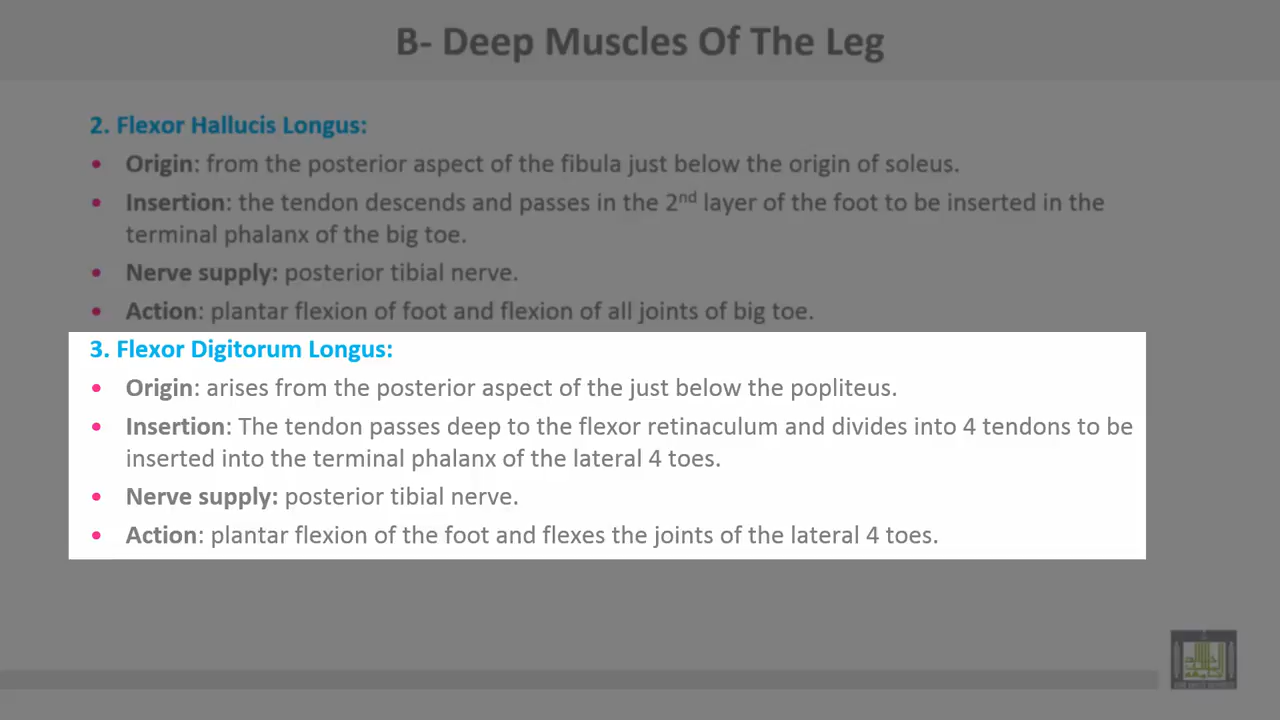 B- Deep Muscles Of The Leg
2. Flexor Hallucis Longus:
• Origin: from the posterior aspect of the fibula just below the origin of soleus.
• Insertion: the tendon descends and passes in the 2nd layer of the foot to be inserted in the
terminal phalanx of the big toe.
• Nerve supply: posterior tibial nerve.
• Action: plantar flexion of foot and flexion of all joints of big toe.
3. Flexor Digitorum Longus:
• Origin: arises from the posterior aspect of the just below the popliteus.
• Insertion: The tendon passes deep to the flexor retinaculum and divides into 4 tendons to be
inserted into the terminal phalanx of the lateral 4 toes.
• Nerve supply: posterior tibial nerve.
• Action: plantar flexion of the foot and flexes the joints of the lateral 4 toes.